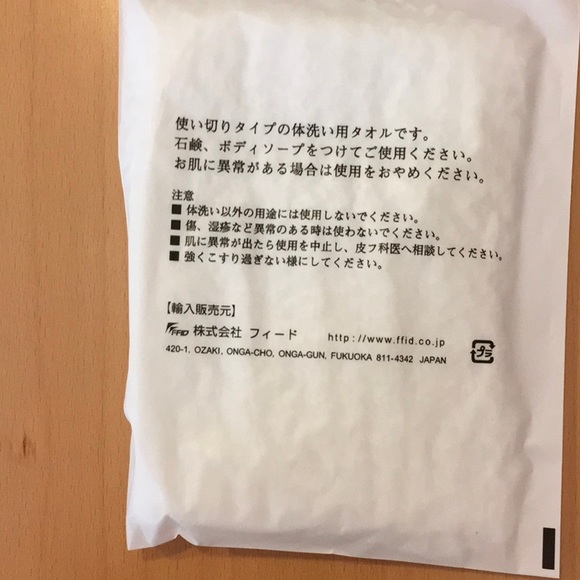 使い切りタイプの体洗い用タオルです。
石鹸、ボディソープをつけてご使用ください。
お肌に異常がある場合は使用をおやめください。
注意
■ 体洗い以外の用途には使用しないでください。
■ 傷、湿疹など異常のある時は使わないでください。
■ 肌に異常が出たら使用を中止し、皮フ科医へ相談してください。
■ 強くこすり過ぎない様にしてください。
【輸入販売元】
FFID 株式会社 フィード http://www.ffid.co.jp
420-1, OZAKI, ONGA-CHO, ONGA-GUN, FUKUOKA 811-4342 JAPAN
プラ